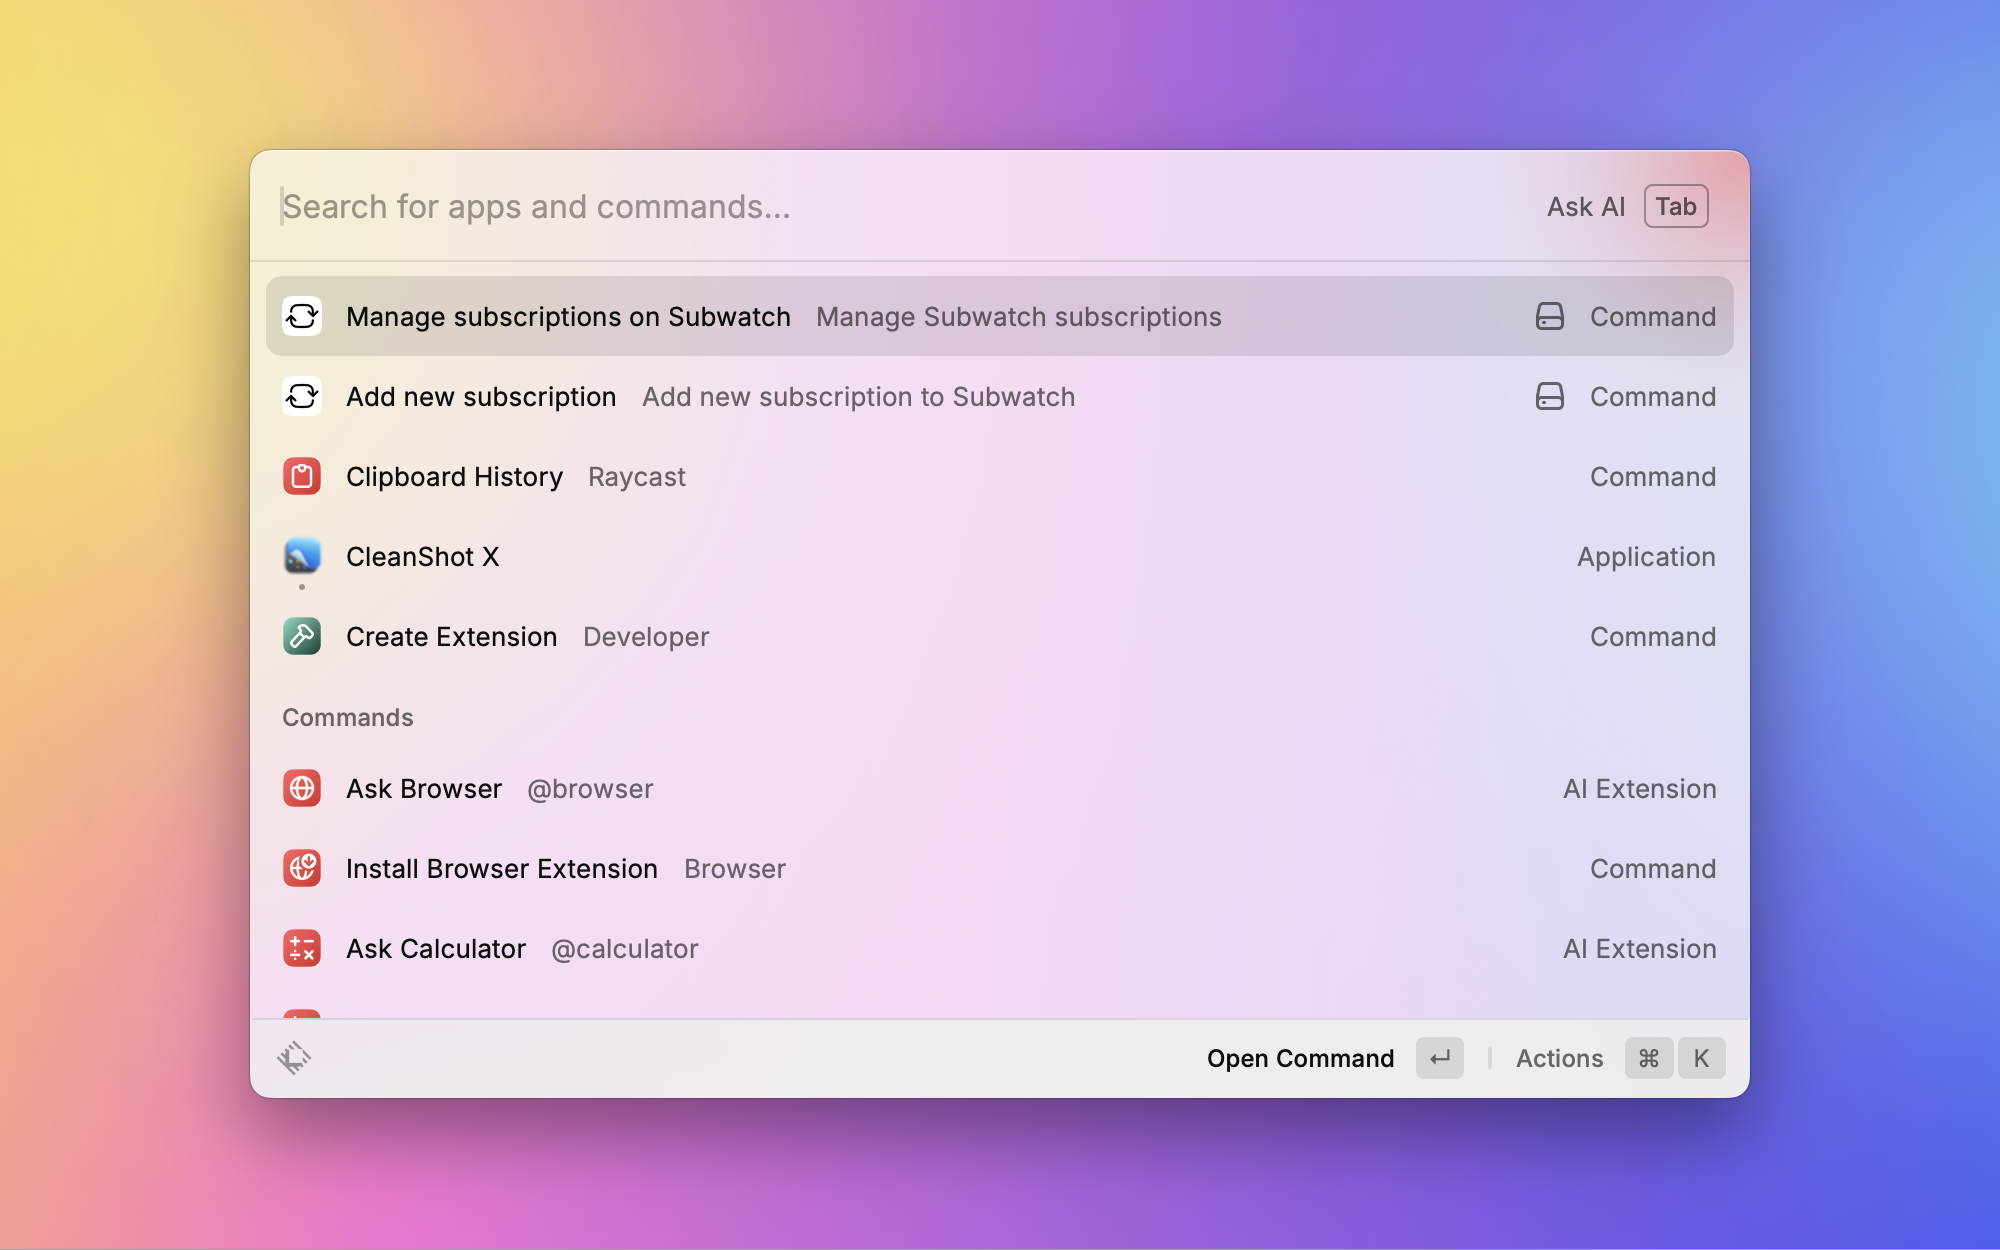 Search for apps and commands... Ask AI Tab
Manage subscriptions on Subwatch Manage Subwatch subscriptions Command
Add new subscription Add new subscription to Subwatch Command
Clipboard History Raycast Command
CleanShot X Application
Create Extension Developer Command
Commands
Ask Browser @browser AI Extension
Install Browser Extension Browser Command
Ask Calculator @calculator AI Extension
Open Command ↵ Actions ⌘ K